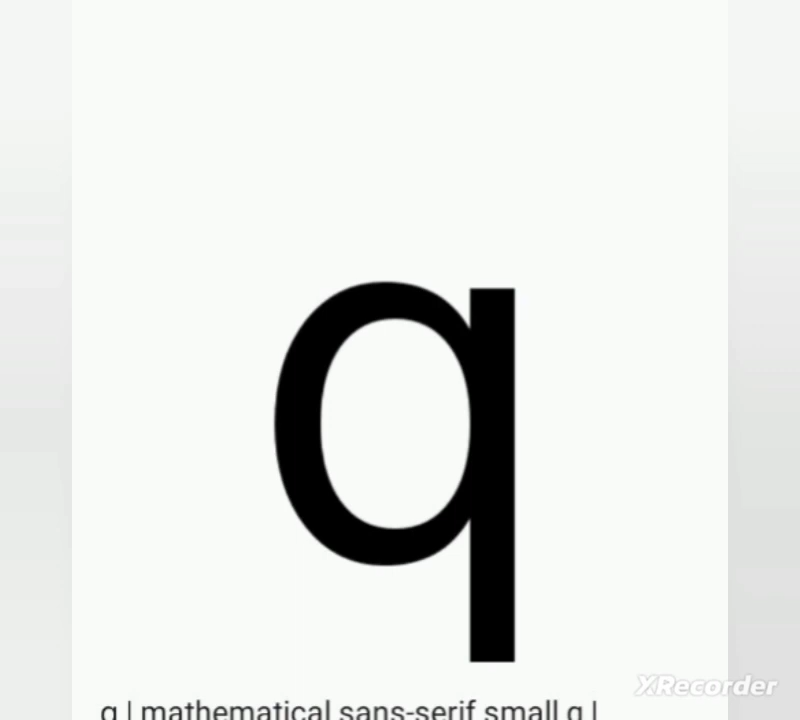 q
XRecorder
q | mathematical sans-serif small q |